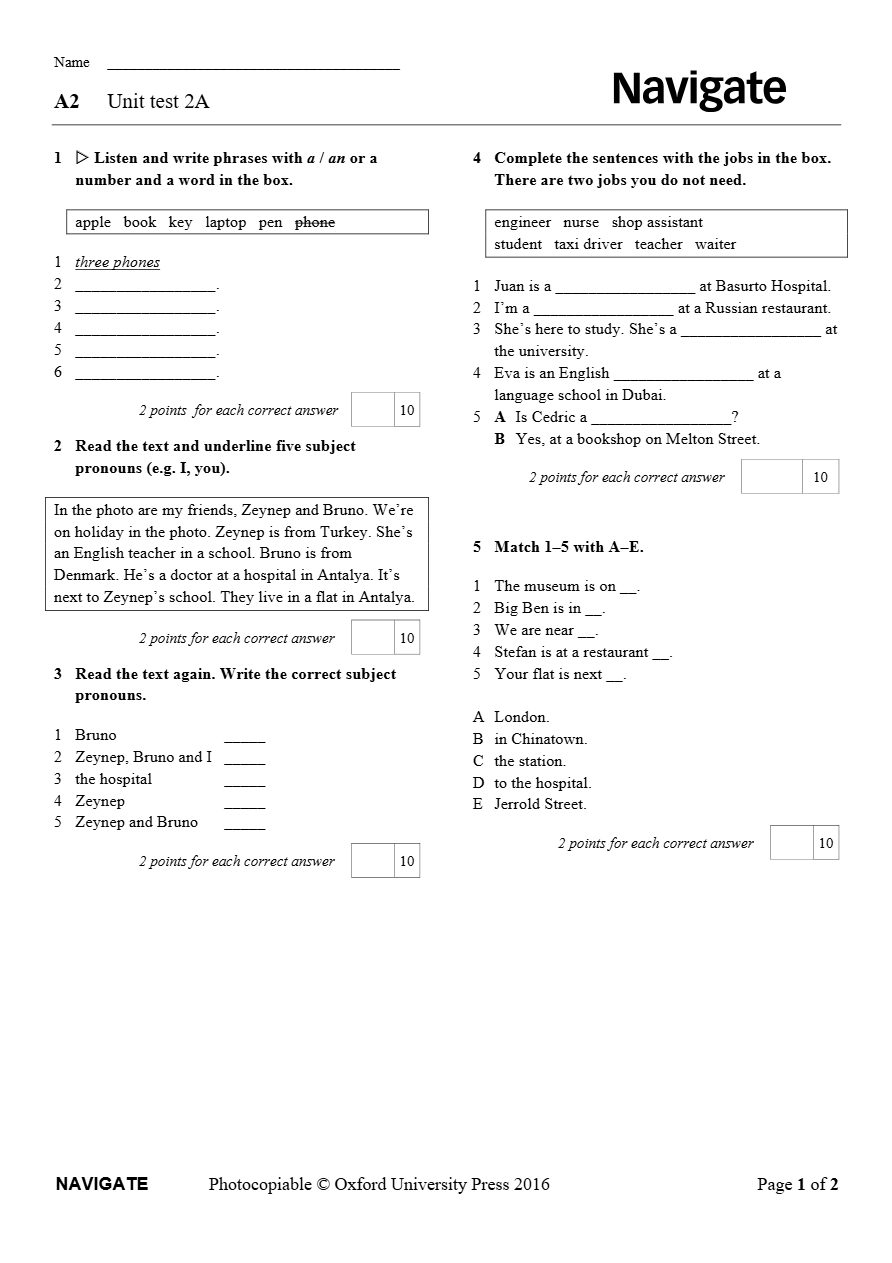 Name ___________________________________
A2 Unit test 2A
Navigate
1 ▷ Listen and write phrases with a / an or a
number and a word in the box.
apple book key laptop pen phone
1 three phones
2 _________________.
3 _________________.
4 _________________.
5 _________________.
6 _________________.
2 points for each correct answer 10
2 Read the text and underline five subject
pronouns (e.g. I, you).
In the photo are my friends, Zeynep and Bruno. We’re
on holiday in the photo. Zeynep is from Turkey. She’s
an English teacher in a school. Bruno is from
Denmark. He’s a doctor at a hospital in Antalya. It’s
next to Zeynep’s school. They live in a flat in Antalya.
2 points for each correct answer 10
3 Read the text again. Write the correct subject
pronouns.
1 Bruno _____
2 Zeynep, Bruno and I _____
3 the hospital _____
4 Zeynep _____
5 Zeynep and Bruno _____
2 points for each correct answer 10
4 Complete the sentences with the jobs in the box.
There are two jobs you do not need.
engineer nurse shop assistant
student taxi driver teacher waiter
1 Juan is a _________________ at Basurto Hospital.
2 I’m a _________________ at a Russian restaurant.
3 She’s here to study. She’s a _________________ at
the university.
4 Eva is an English _________________ at a
language school in Dubai.
5 A Is Cedric a _________________?
B Yes, at a bookshop on Melton Street.
2 points for each correct answer 10
5 Match 1–5 with A–E.
1 The museum is on __.
2 Big Ben is in __.
3 We are near __.
4 Stefan is at a restaurant __.
5 Your flat is next __.
A London.
B in Chinatown.
C the station.
D to the hospital.
E Jerrold Street.
2 points for each correct answer 10
NAVIGATE Photocopiable © Oxford University Press 2016 Page 1 of 2